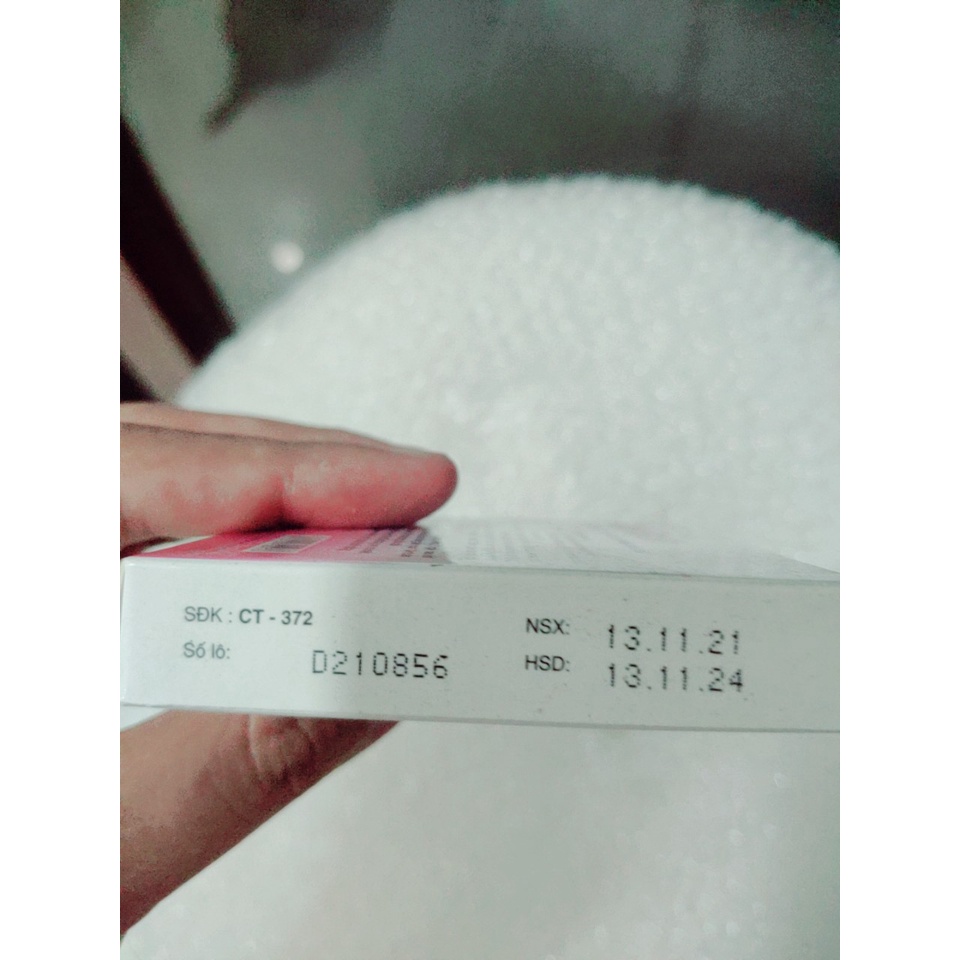 SĐK : CT - 372
Số lô: D210856
NSX: 13.11.21
HSD: 13.11.24